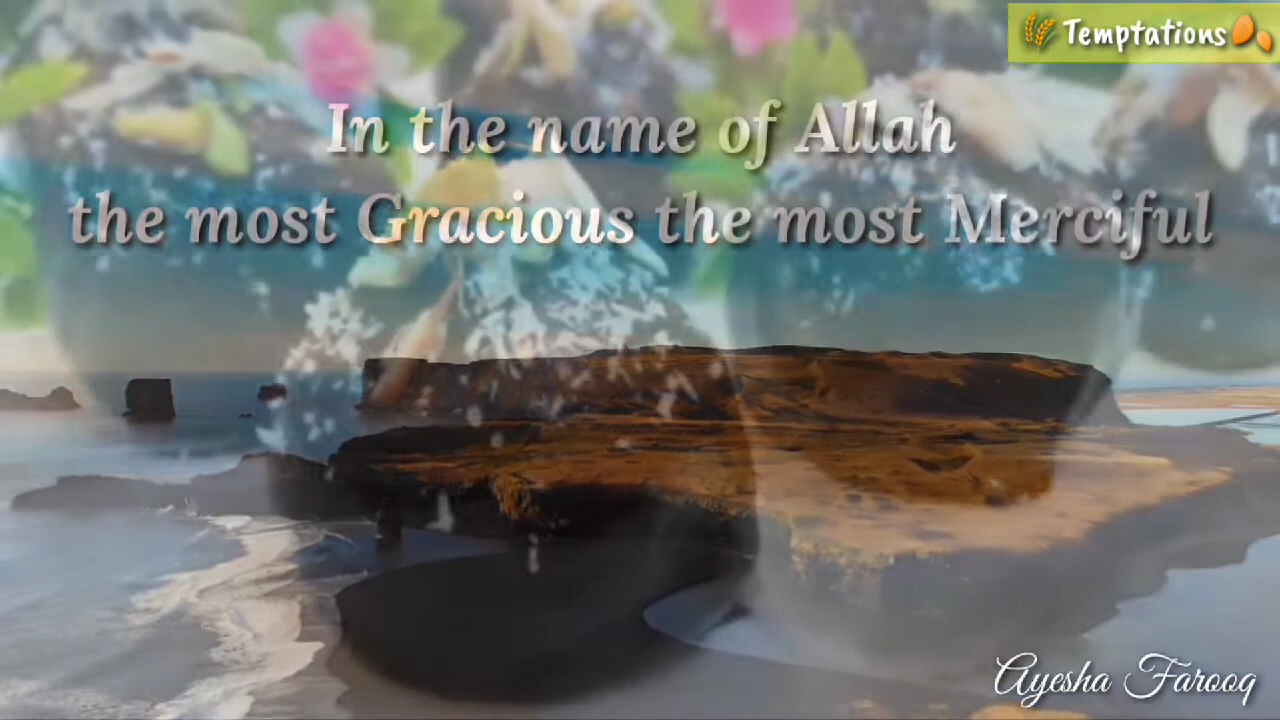 Temptations
In the name of Allah
the most Gracious the most Merciful
Ayesha Farooq